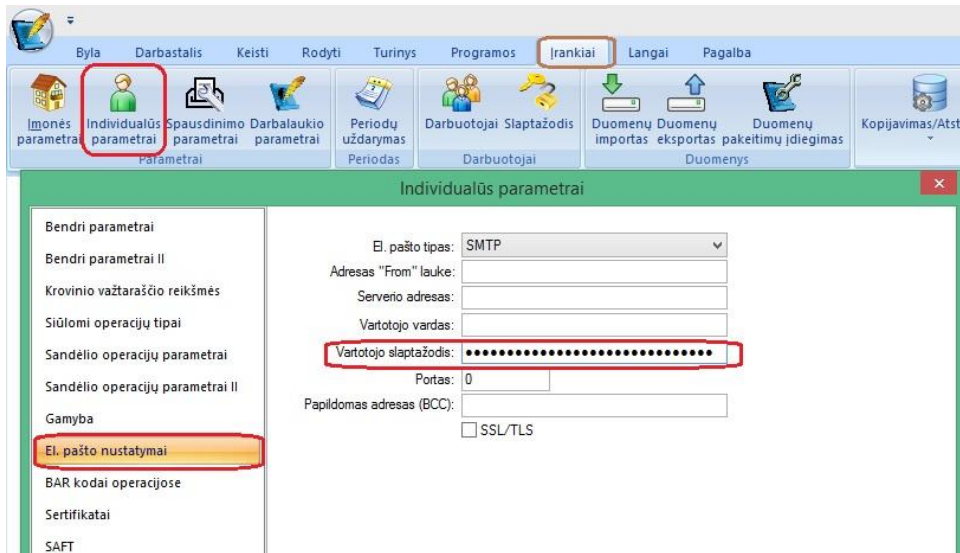 Byla Darbastalis Keisti Rodyti Turinys Programos Įrankiai Langai Pagalba
Įmonės parametrai
Individualūs parametrai
Spausdinimo parametrai
Darbalaukio parametrai
Periodų uždarymas
Darbuotojai
Slaptažodis
Duomenų importas
Duomenų eksportas
Duomenų pakeitimų įdiegimas
Kopijavimas/Atst
Parametrai
Periodas
Darbuotojai
Duomenys
Individualūs parametrai
Bendri parametrai
Bendri parametrai II
Krovinio važtaraščio reikšmės
Siūlomi operacijų tipai
Sandėlio operacijų parametrai
Sandėlio operacijų parametrai II
Gamyba
El. pašto nustatymai
BAR kodai operacijose
Sertifikatai
SAFT
El. pašto tipas: SMTP
Adresas "From" lauke:
Serverio adresas:
Vartotojo vardas:
Vartotojo slaptažodis: ●●●●●●●●●●●●●●●●●●●●●●●●●●●●●●
Portas: 0
Papildomas adresas (BCC):
SSL/TLS